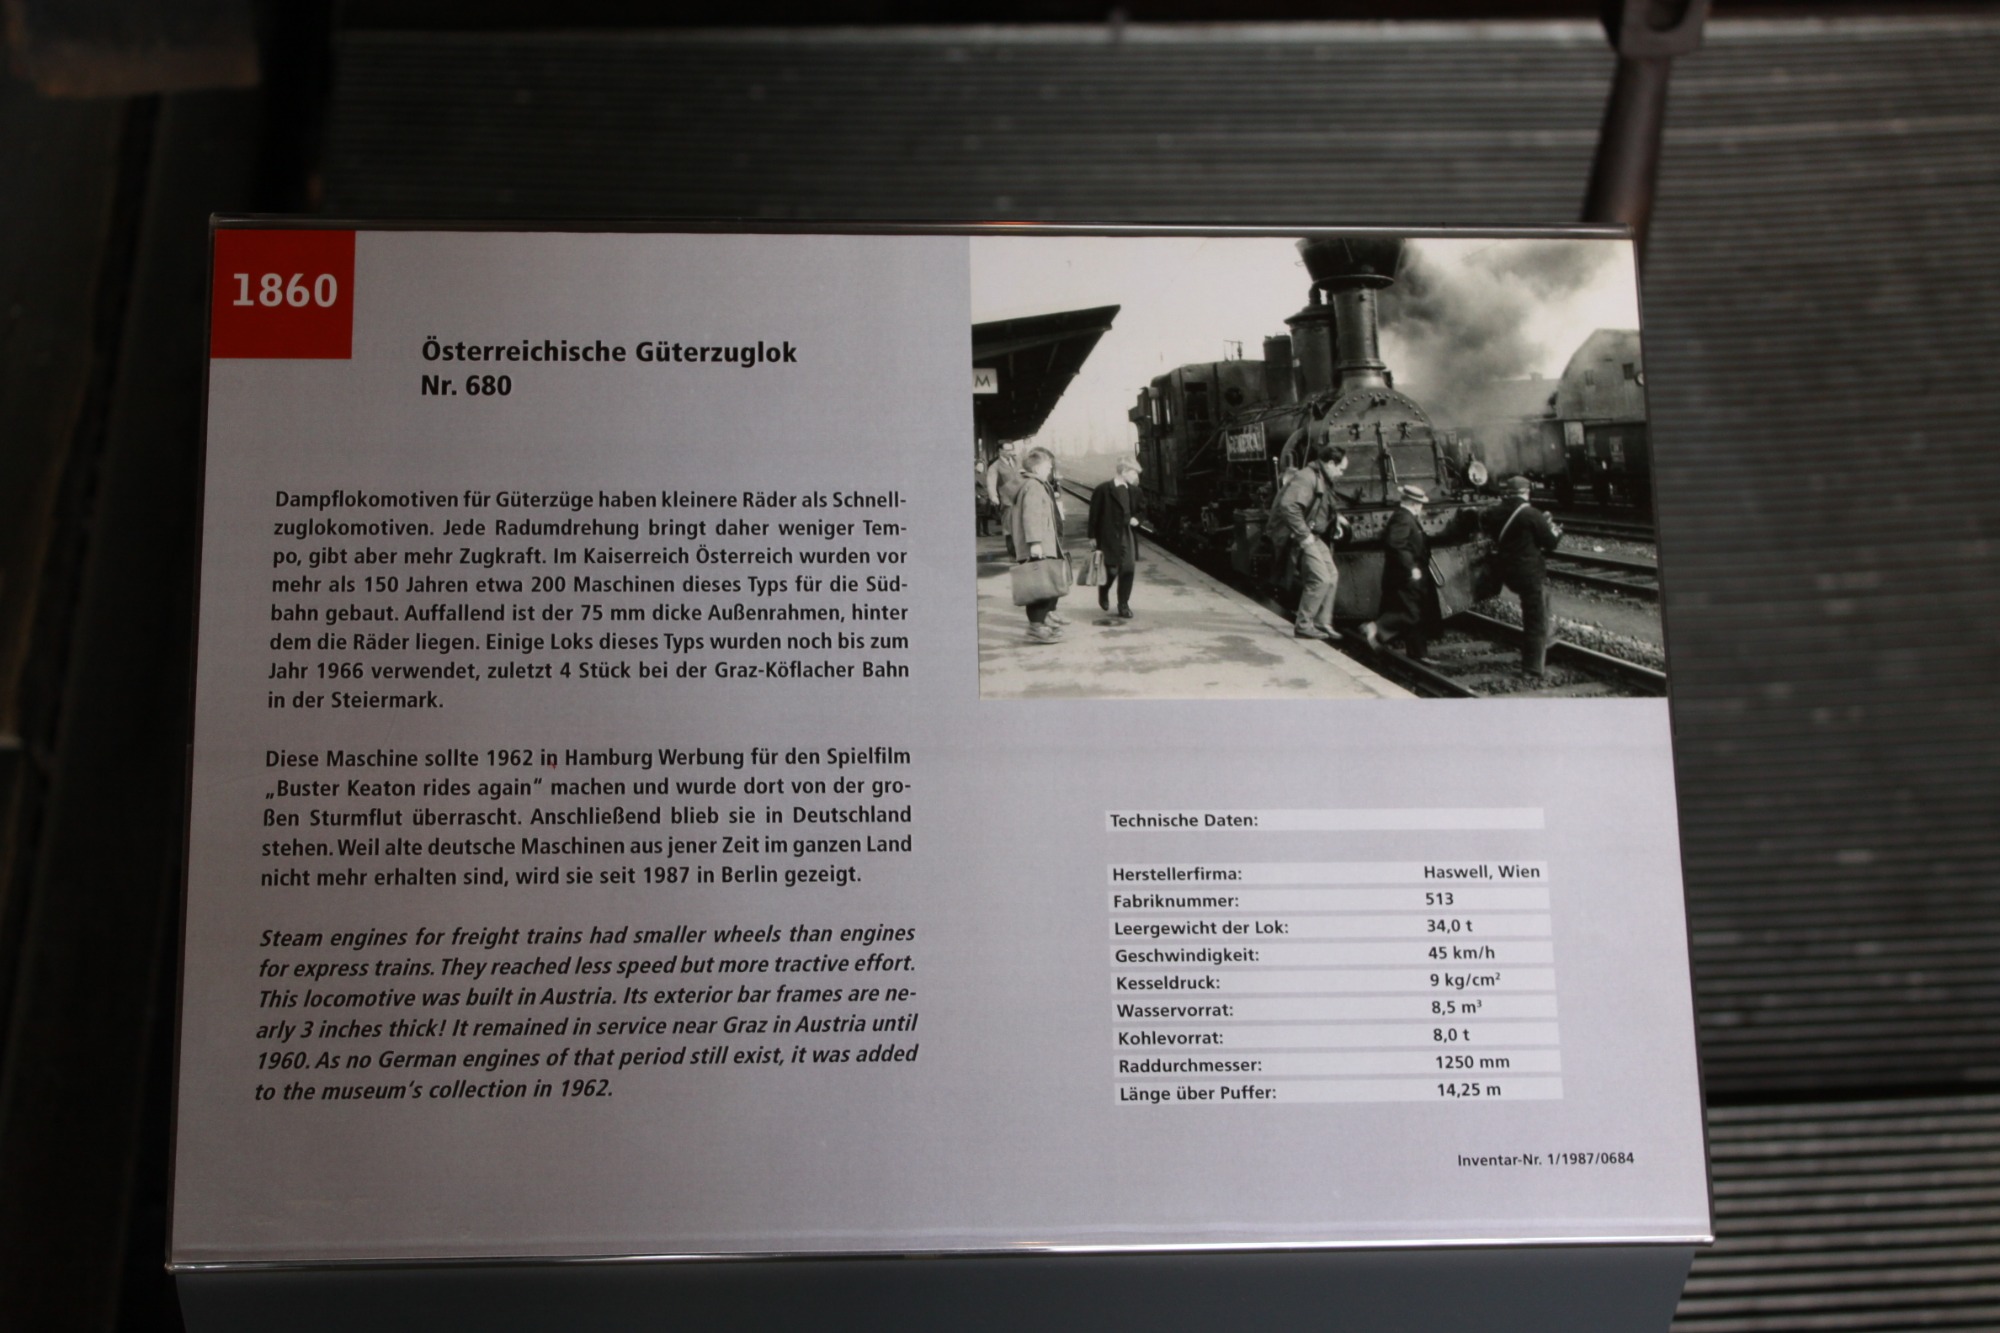 1860
Österreichische Güterzuglok
Nr. 680
Dampflokomotiven für Güterzüge haben kleinere Räder als Schnell-
zuglokomotiven. Jede Radumdrehung bringt daher weniger Tem-
po, gibt aber mehr Zugkraft. Im Kaiserreich Österreich wurden vor
mehr als 150 Jahren etwa 200 Maschinen dieses Typs für die Süd-
bahn gebaut. Auffallend ist der 75 mm dicke Außenrahmen, hinter
dem die Räder liegen. Einige Loks dieses Typs wurden noch bis zum
Jahr 1966 verwendet, zuletzt 4 Stück bei der Graz-Köflacher Bahn
in der Steiermark.
Diese Maschine sollte 1962 in Hamburg Werbung für den Spielfilm
„Buster Keaton rides again“ machen und wurde dort von der gro-
ßen Sturmflut überrascht. Anschließend blieb sie in Deutschland
stehen. Weil alte deutsche Maschinen aus jener Zeit im ganzen Land
nicht mehr erhalten sind, wird sie seit 1987 in Berlin gezeigt.
Steam engines for freight trains had smaller wheels than engines
for express trains. They reached less speed but more tractive effort.
This locomotive was built in Austria. Its exterior bar frames are ne-
arly 3 inches thick! It remained in service near Graz in Austria until
1960. As no German engines of that period still exist, it was added
to the museum‘s collection in 1962.
M
Technische Daten:
Herstellerfirma: Haswell, Wien
Fabriknummer: 513
Leergewicht der Lok: 34,0 t
Geschwindigkeit: 45 km/h
Kesseldruck: 9 kg/cm²
Wasservorrat: 8,5 m³
Kohlevorrat: 8,0 t
Raddurchmesser: 1250 mm
Länge über Puffer: 14,25 m
Inventar-Nr. 1/1987/0684